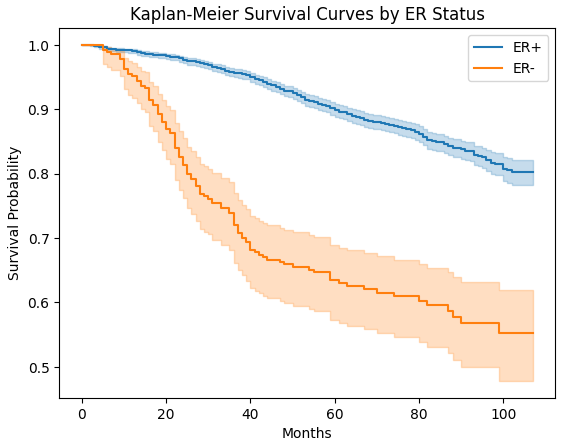 Kaplan-Meier Survival Curves by ER Status
ER+
ER-
1.0
0.9
0.8
0.7
0.6
0.5
Survival Probability
0
20
40
60
80
100
Months